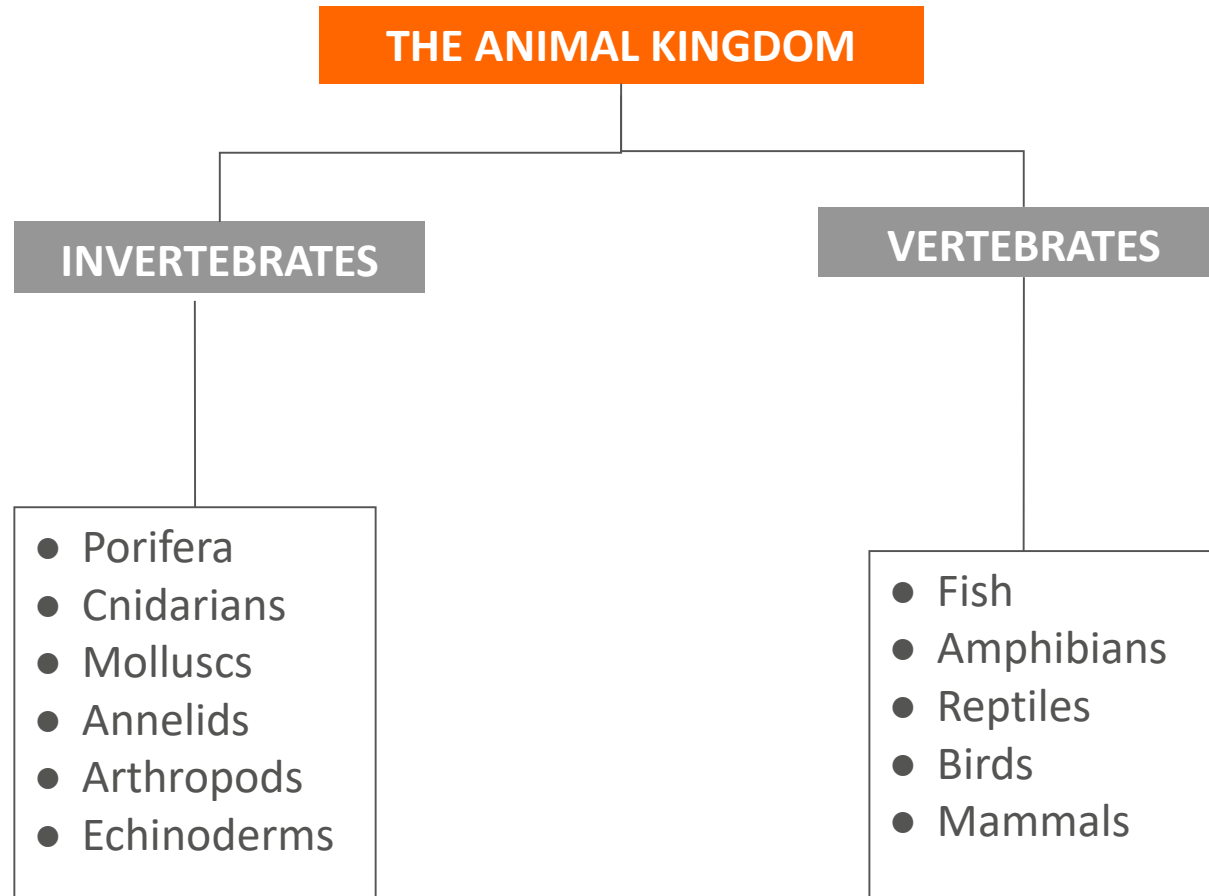 THE ANIMAL KINGDOM
INVERTEBRATES
VERTEBRATES
● Porifera
● Cnidarians
● Molluscs
● Annelids
● Arthropods
● Echinoderms
● Fish
● Amphibians
● Reptiles
● Birds
● Mammals